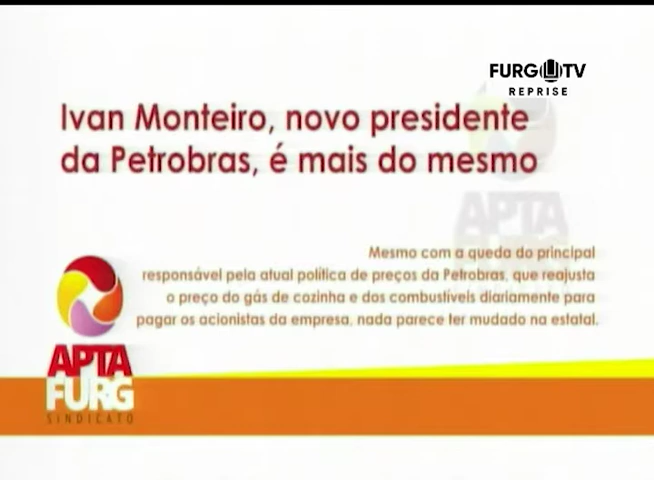 FURG TV
REPRISE
Ivan Monteiro, novo presidente
da Petrobras, é mais do mesmo
APTA
FURG
Mesmo com a queda do principal
responsável pela atual política de preços da Petrobras, que reajusta
o preço do gás de cozinha e dos combustíveis diariamente para
pagar os acionistas da empresa, nada parece ter mudado na estatal.
APTA
FURG
SINDICATO